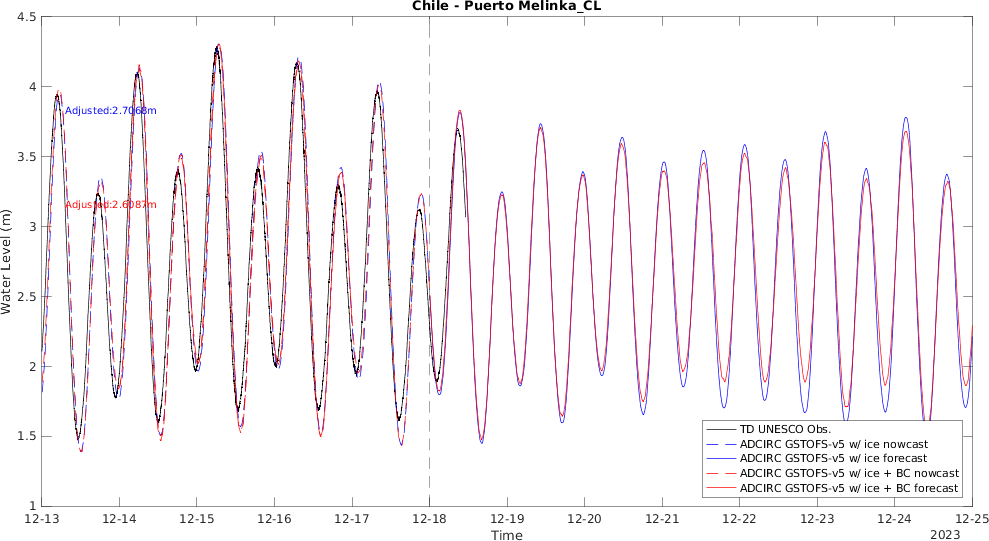 Chile - Puerto Melinka_CL
4.5
4
3.5
3
2.5
2
1.5
1
Water Level (m)
Adjusted:2.7068m
Adjusted:2.6087m
TD UNESCO Obs.
ADCIRC GSTOFS-v5 w/ ice nowcast
ADCIRC GSTOFS-v5 w/ ice forecast
ADCIRC GSTOFS-v5 w/ ice + BC nowcast
ADCIRC GSTOFS-v5 w/ ice + BC forecast
12-13 12-14 12-15 12-16 12-17 12-18 12-19 12-20 12-21 12-22 12-23 12-24 12-25
Time
2023